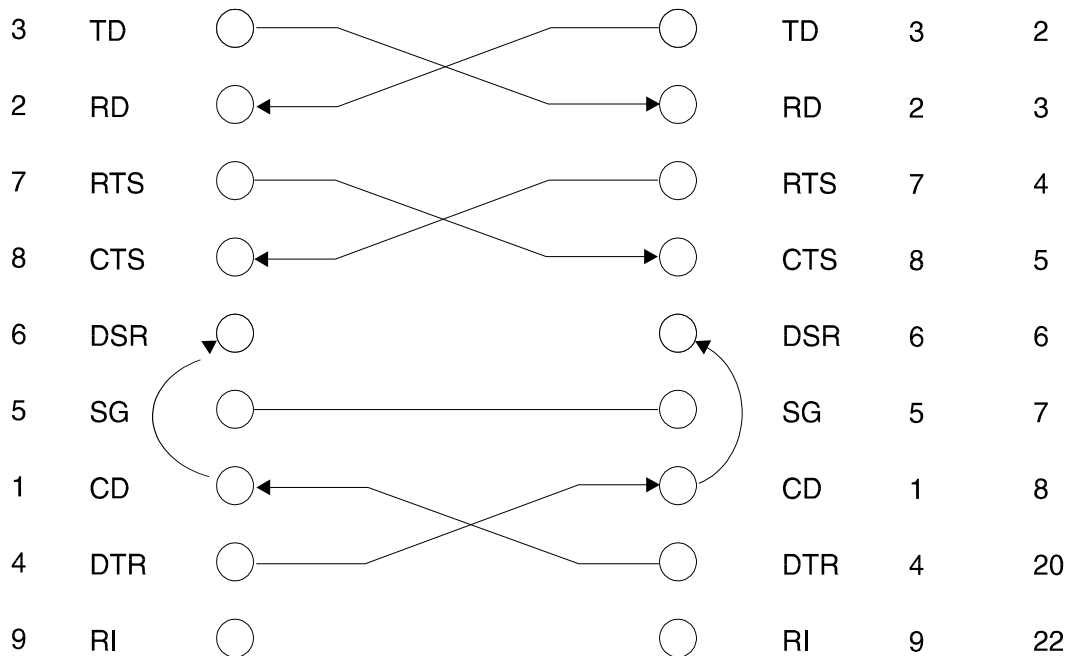 3 TD TD 3 2
2 RD RD 2 3
7 RTS RTS 7 4
8 CTS CTS 8 5
6 DSR DSR 6 6
5 SG SG 5 7
1 CD CD 1 8
4 DTR DTR 4 20
9 RI RI 9 22